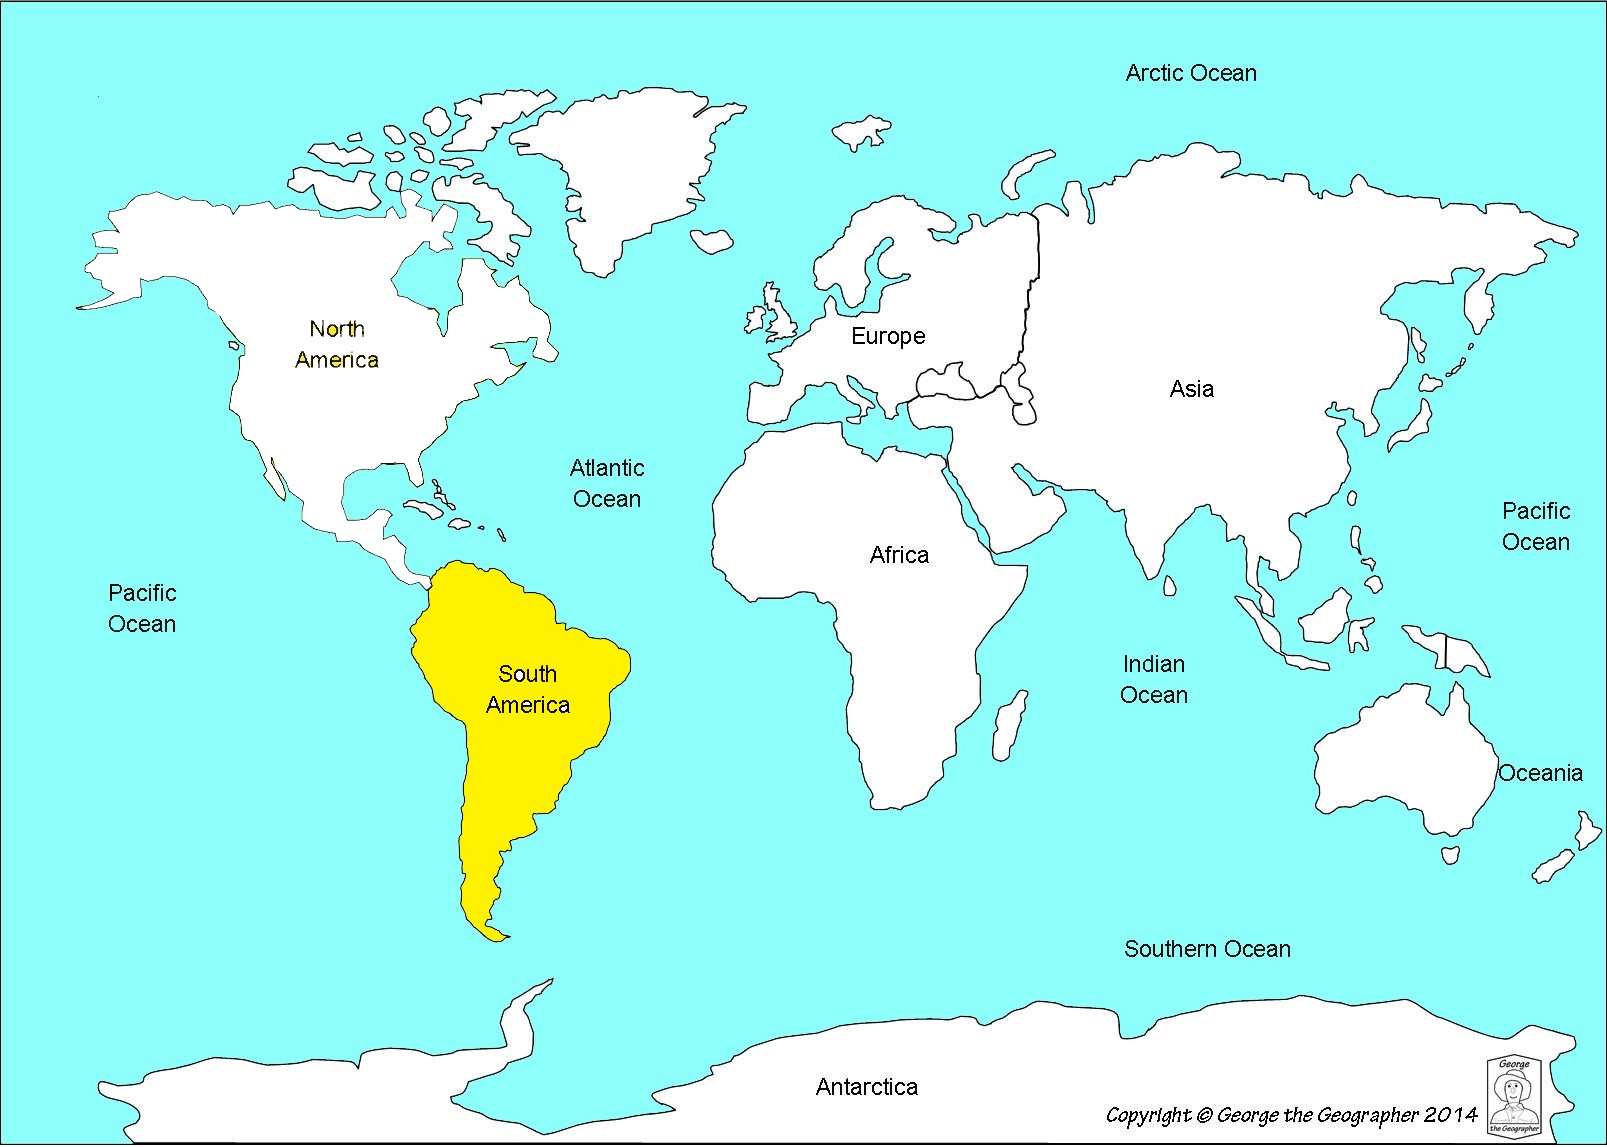 Arctic Ocean
North
America
Europe
Asia
Atlantic
Ocean
Pacific
Ocean
Africa
Pacific
Ocean
Indian
Ocean
South
America
Oceania
Southern Ocean
Antarctica
George
the Geographer
Copyright © George the Geographer 2014